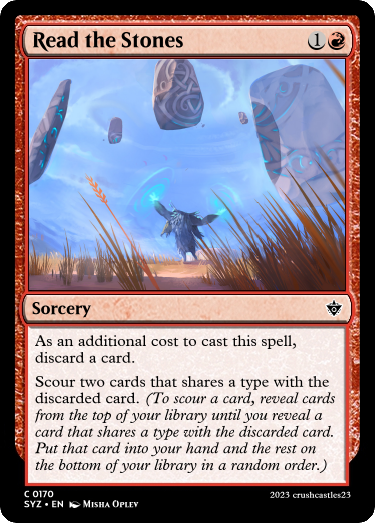 Read the Stones
1
Sorcery
As an additional cost to cast this spell,
discard a card.
Scour two cards that shares a type with the
discarded card. (To scour a card, reveal cards
from the top of your library until you reveal a
card that shares a type with the discarded card.
Put that card into your hand and the rest on
the bottom of your library in a random order.)
C 0170
SYZ • EN Misha Oplev
2023 crushcastles23